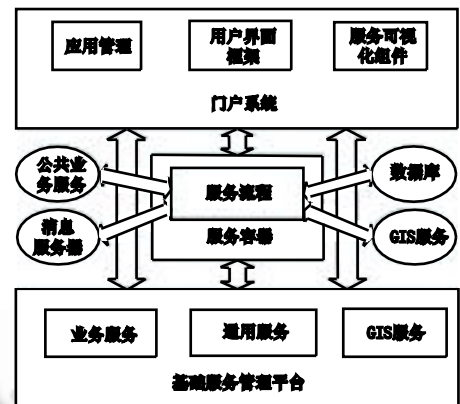 应用管理
用户界面
框架
服务可视
化组件
门户系统
公共业
务服务
服务流程
数据库
消息
服务器
服务容器
GIS服务
业务服务
通用服务
GIS服务
基础服务管理平台